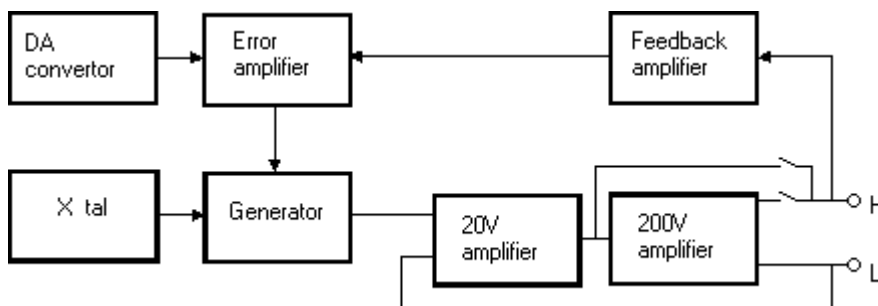 DA
convertor
Error
amplifier
Feedback
amplifier
X tal
Generator
20V
amplifier
200V
amplifier
H
L